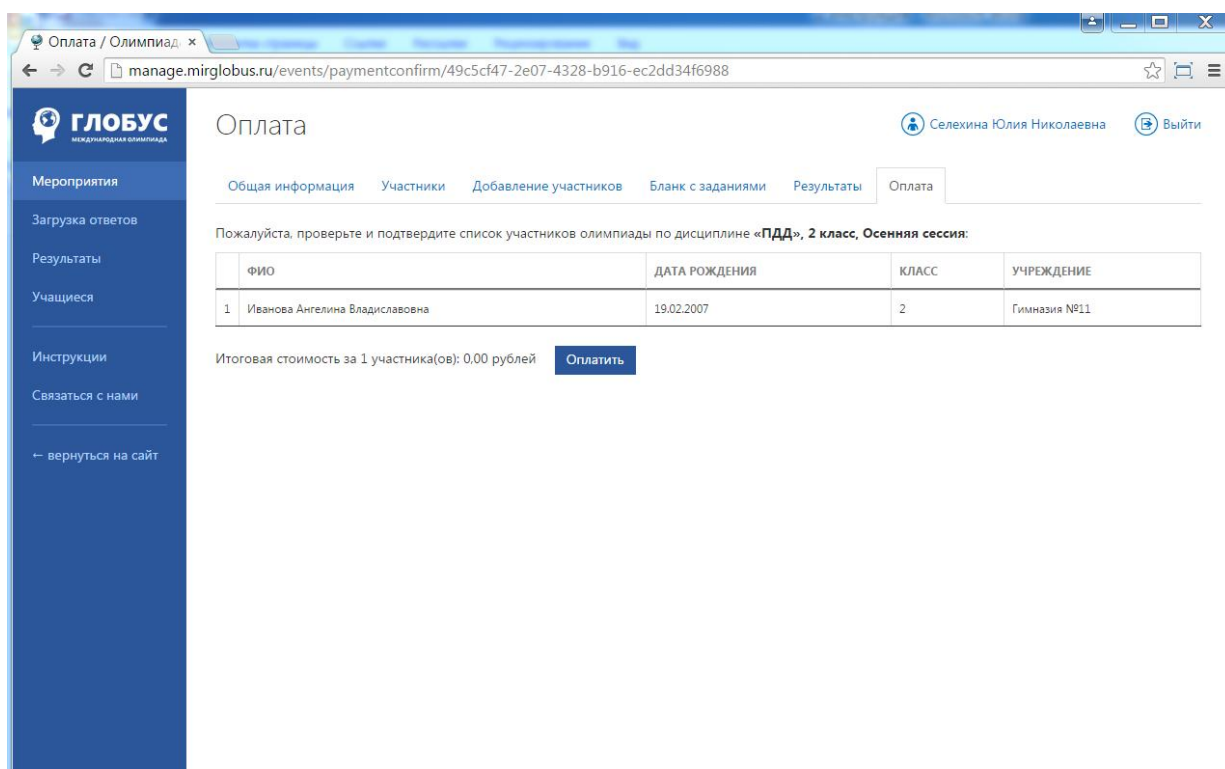 Оплата / Олимпиад
manage.mirglobus.ru/events/paymentconfirm/49c5cf47-2e07-4328-b916-ec2dd34f6988
ГЛОБУС
МЕЖДУНАРОДНАЯ ОЛИМПИАДА
Мероприятия
Загрузка ответов
Результаты
Учащиеся
Инструкции
Связаться с нами
← вернуться на сайт
Оплата
Селехина Юлия Николаевна
Выйти
Общая информация Участники Добавление участников Бланк с заданиями Результаты Оплата
Пожалуйста, проверьте и подтвердите список участников олимпиады по дисциплине «ПДД», 2 класс, Осенняя сессия:
ФИО ДАТА РОЖДЕНИЯ КЛАСС УЧРЕЖДЕНИЕ
1 Иванова Ангелина Владиславовна 19.02.2007 2 Гимназия №11
Итоговая стоимость за 1 участника(ов): 0,00 рублей Оплатить